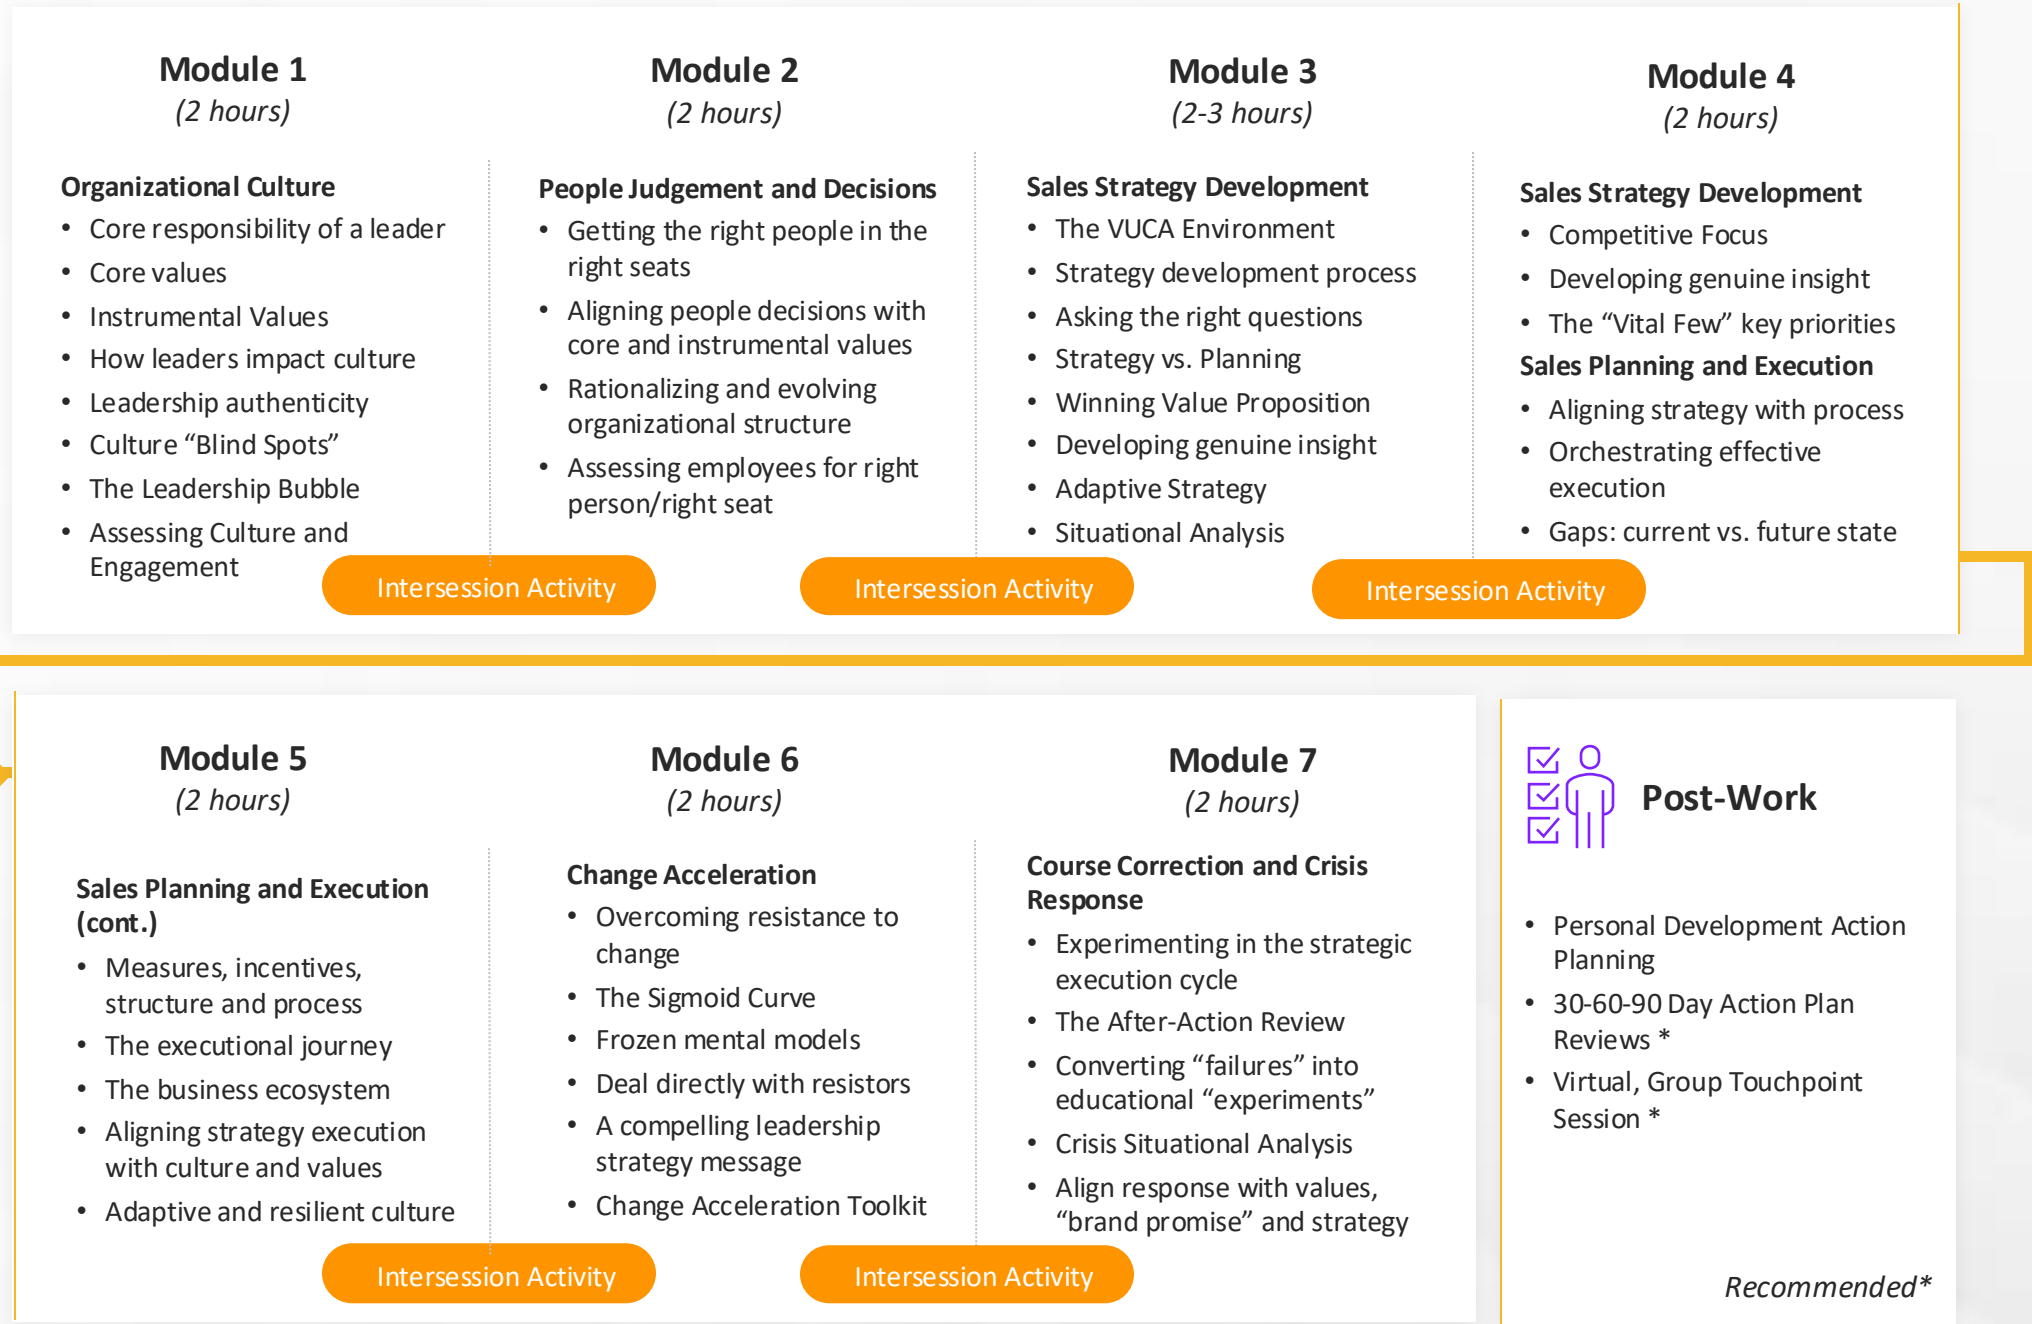 Module 1
(2 hours)
Organizational Culture
• Core responsibility of a leader
• Core values
• Instrumental Values
• How leaders impact culture
• Leadership authenticity
• Culture “Blind Spots”
• The Leadership Bubble
• Assessing Culture and
Engagement
Intersession Activity
Module 2
(2 hours)
People Judgement and Decisions
• Getting the right people in the
right seats
• Aligning people decisions with
core and instrumental values
• Rationalizing and evolving
organizational structure
• Assessing employees for right
person/right seat
Intersession Activity
Module 3
(2-3 hours)
Sales Strategy Development
• The VUCA Environment
• Strategy development process
• Asking the right questions
• Strategy vs. Planning
• Winning Value Proposition
• Developing genuine insight
• Adaptive Strategy
• Situational Analysis
Intersession Activity
Module 4
(2 hours)
Sales Strategy Development
• Competitive Focus
• Developing genuine insight
• The “Vital Few” key priorities
Sales Planning and Execution
• Aligning strategy with process
• Orchestrating effective
execution
• Gaps: current vs. future state
Module 5
(2 hours)
Sales Planning and Execution
(cont.)
• Measures, incentives,
structure and process
• The executional journey
• The business ecosystem
• Aligning strategy execution
with culture and values
• Adaptive and resilient culture
Intersession Activity
Module 6
(2 hours)
Change Acceleration
• Overcoming resistance to
change
• The Sigmoid Curve
• Frozen mental models
• Deal directly with resistors
• A compelling leadership
strategy message
• Change Acceleration Toolkit
Intersession Activity
Module 7
(2 hours)
Course Correction and Crisis
Response
• Experimenting in the strategic
execution cycle
• The After-Action Review
• Converting “failures” into
educational “experiments”
• Crisis Situational Analysis
• Align response with values,
“brand promise” and strategy
Post-Work
• Personal Development Action
Planning
• 30-60-90 Day Action Plan
Reviews *
• Virtual, Group Touchpoint
Session *
Recommended*